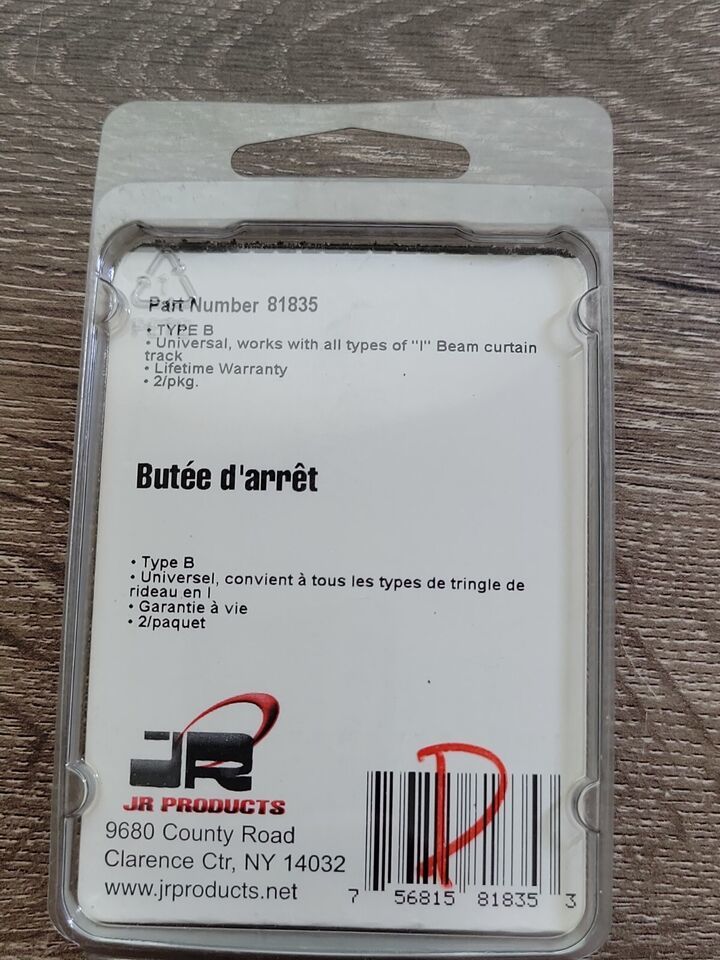 Part Number 81835
• TYPE B
• Universal, works with all types of "I" Beam curtain
track
• Lifetime Warranty
• 2/pkg.
Butée d'arrêt
• Type B
• Universel, convient à tous les types de tringle de
rideau en I
• Garantie à vie
• 2/paquet
JR
JR PRODUCTS
9680 County Road
Clarence Ctr, NY 14032
www.jrproducts.net
P
7 56815 81835 3